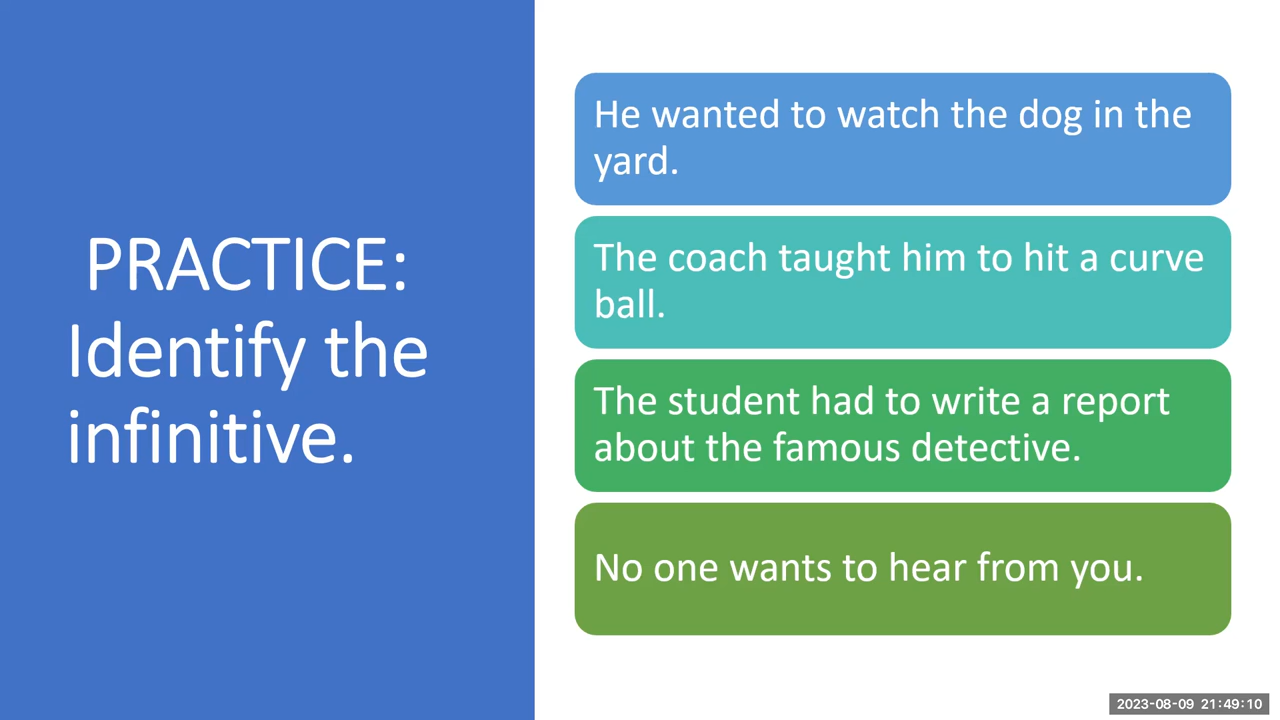 PRACTICE:
Identify the
infinitive.
He wanted to watch the dog in the
yard.
The coach taught him to hit a curve
ball.
The student had to write a report
about the famous detective.
No one wants to hear from you.
2023-08-09 21:49:10